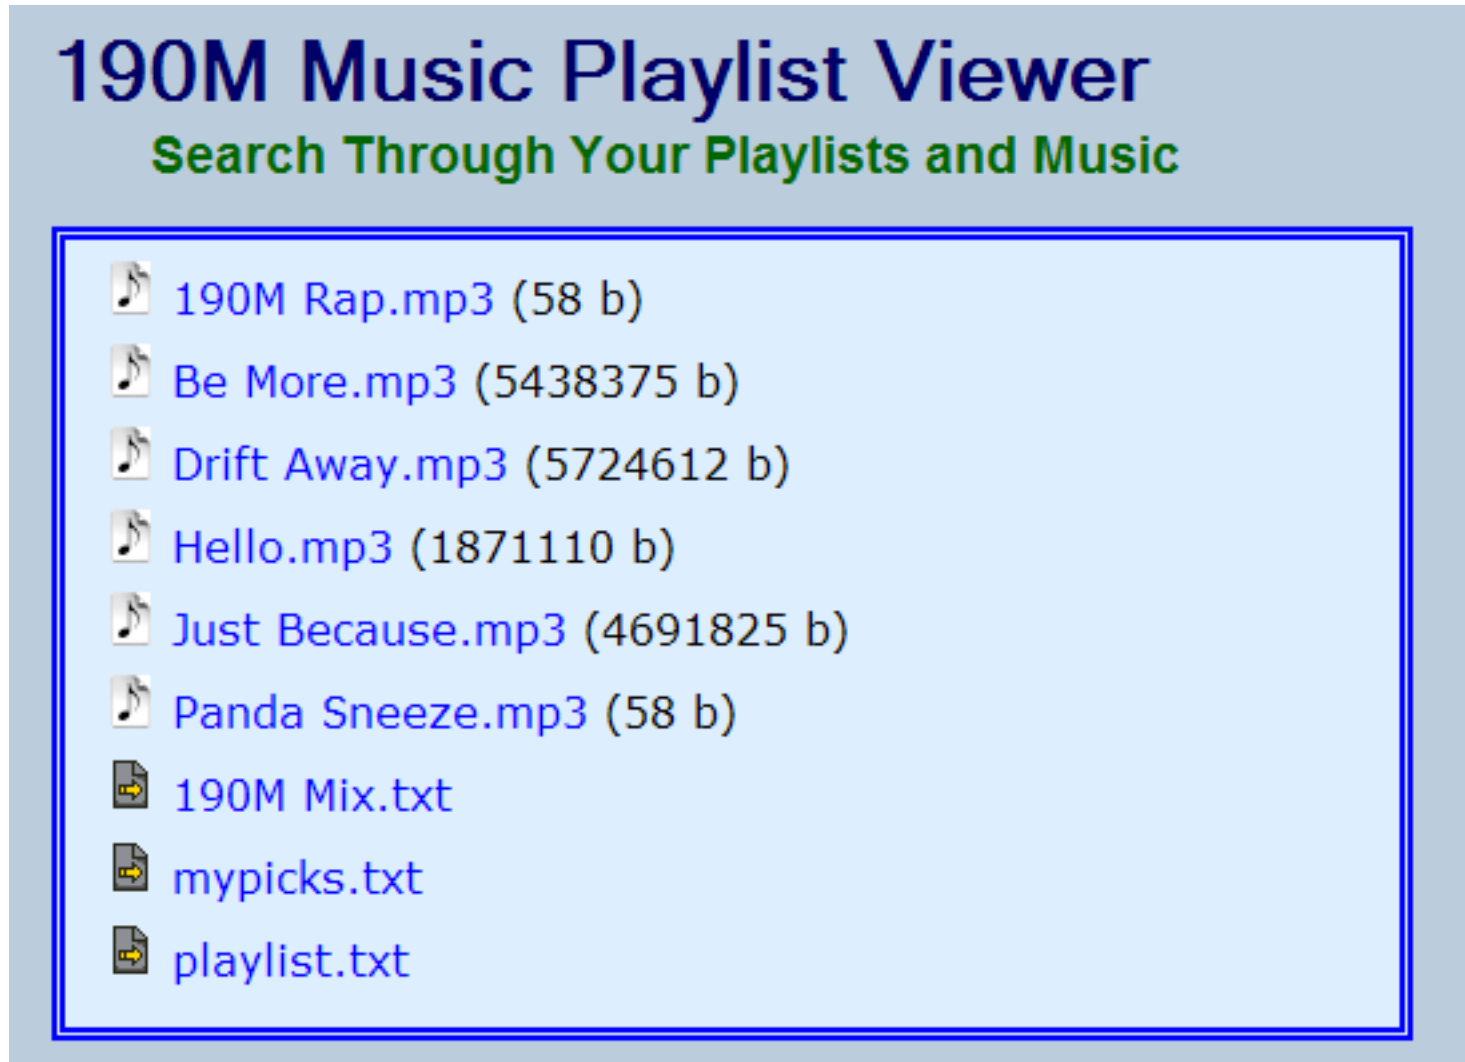 190M Music Playlist Viewer
Search Through Your Playlists and Music
190M Rap.mp3 (58 b)
Be More.mp3 (5438375 b)
Drift Away.mp3 (5724612 b)
Hello.mp3 (1871110 b)
Just Because.mp3 (4691825 b)
Panda Sneeze.mp3 (58 b)
190M Mix.txt
mypicks.txt
playlist.txt